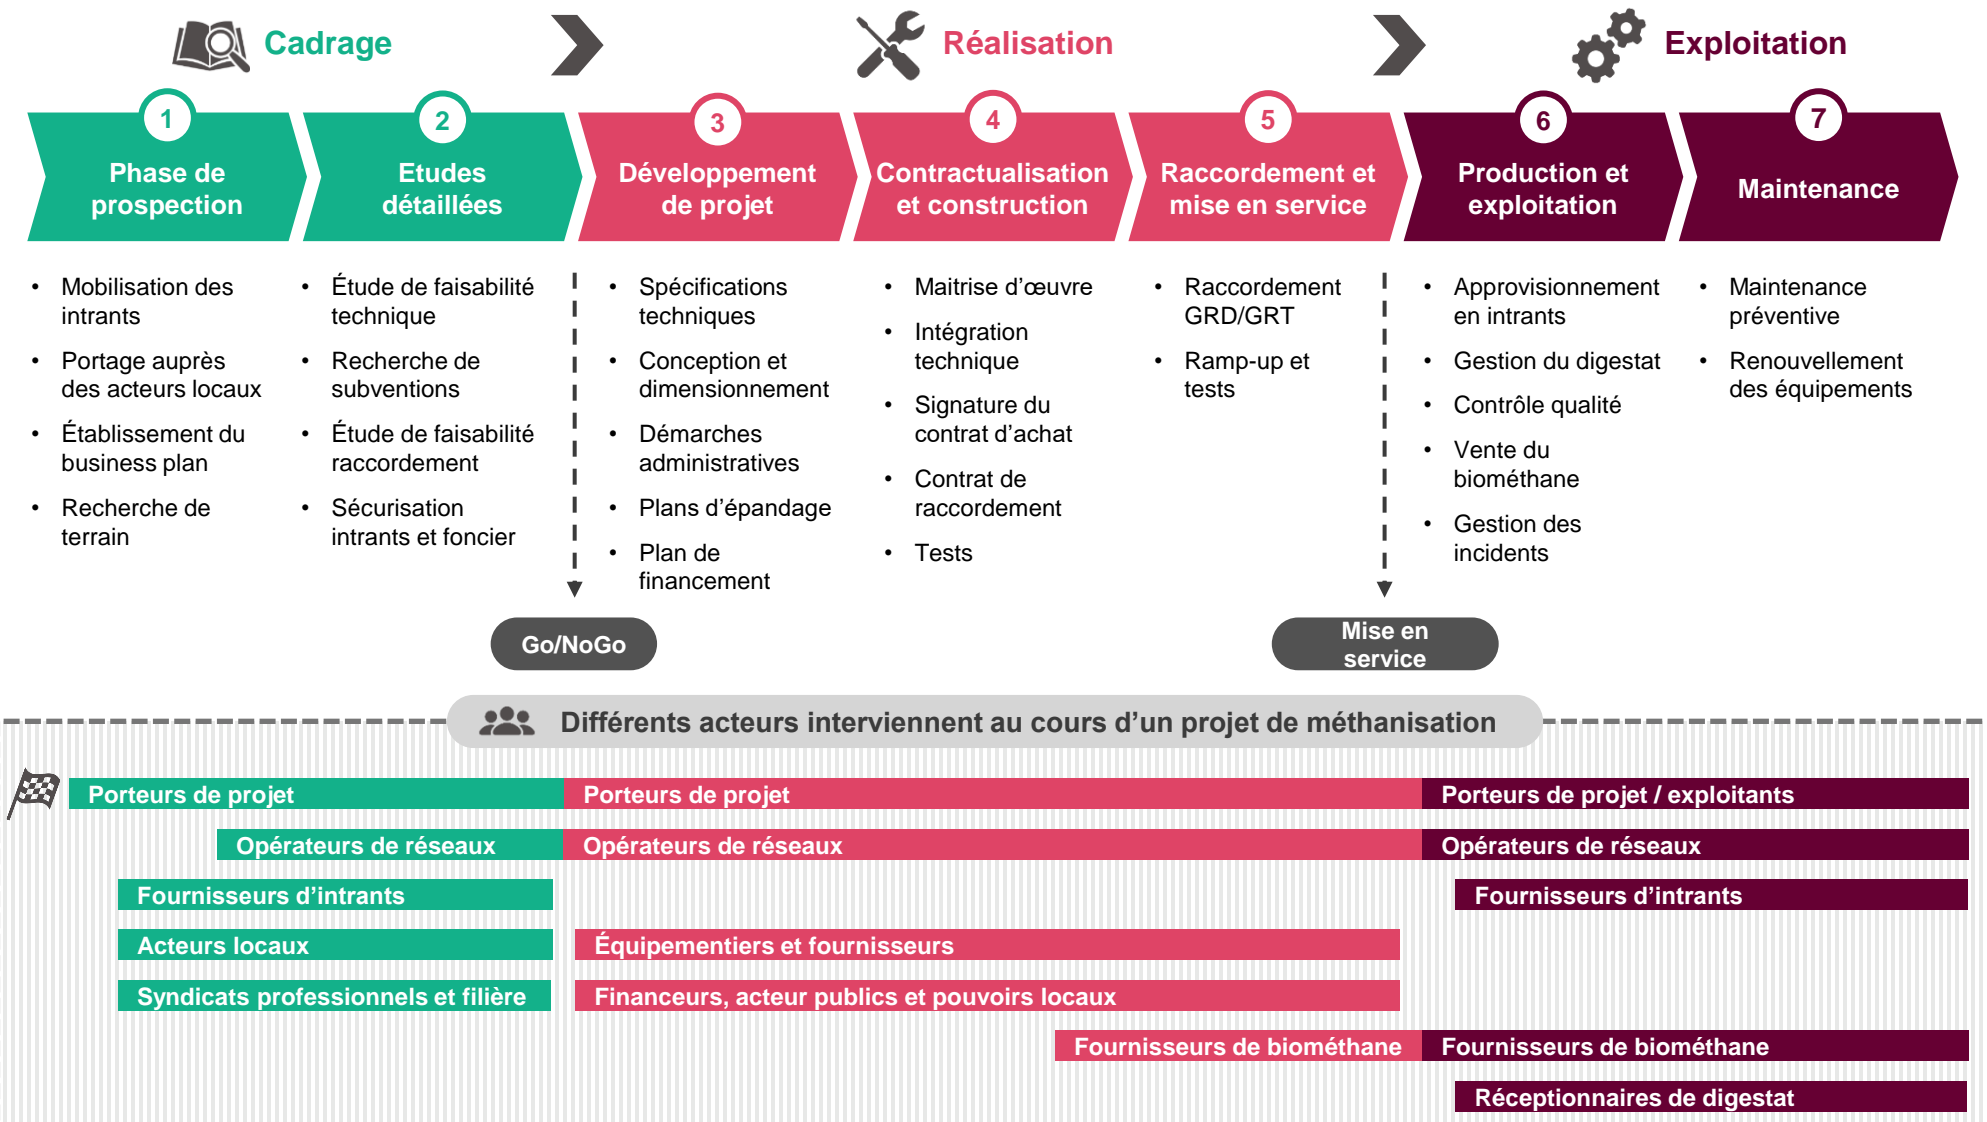 Cadrage
Réalisation
Exploitation
1
Phase de
prospection
2
Etudes
détaillées
3
Développement
de projet
4
Contractualisation
et construction
5
Raccordement et
mise en service
6
Production et
exploitation
7
Maintenance
• Mobilisation des
intrants
• Portage auprès
des acteurs locaux
• Établissement du
business plan
• Recherche de
terrain
• Étude de faisabilité
technique
• Recherche de
subventions
• Étude de faisabilité
raccordement
• Sécurisation
intrants et foncier
• Spécifications
techniques
• Conception et
dimensionnement
• Démarches
administratives
• Plans d’épandage
• Plan de
financement
• Maitrise d’œuvre
• Intégration
technique
• Signature du
contrat d’achat
• Contrat de
raccordement
• Tests
• Raccordement
GRD/GRT
• Ramp-up et
tests
• Approvisionnement
en intrants
• Gestion du digestat
• Contrôle qualité
• Vente du
biométhane
• Gestion des
incidents
• Maintenance
préventive
• Renouvellement
des équipements
Go/NoGo
Mise en
service
Différents acteurs interviennent au cours d’un projet de méthanisation
Porteurs de projet
Porteurs de projet
Porteurs de projet / exploitants
Opérateurs de réseaux
Opérateurs de réseaux
Opérateurs de réseaux
Fournisseurs d’intrants
Fournisseurs d’intrants
Acteurs locaux
Équipementiers et fournisseurs
Syndicats professionnels et filière
Financeurs, acteur publics et pouvoirs locaux
Fournisseurs de biométhane
Fournisseurs de biométhane
Réceptionnaires de digestat